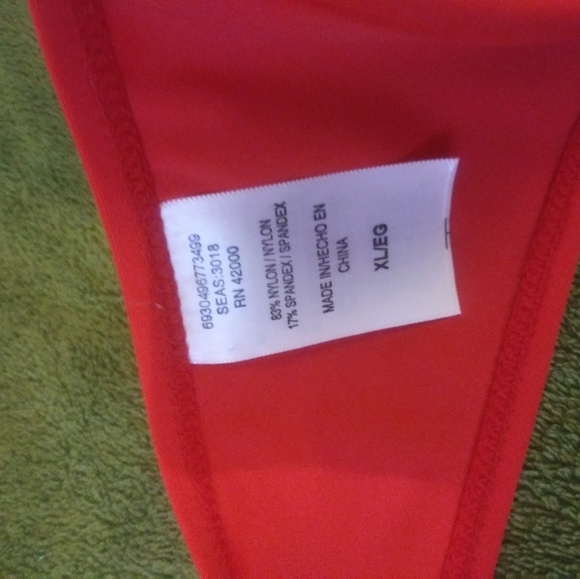 6930496773499
SEAS:3018
RN 42000
83% NYLON / NYLON
17% SPANDEX / SPANDEX
MADE IN/HECHO EN
CHINA
XL/EG